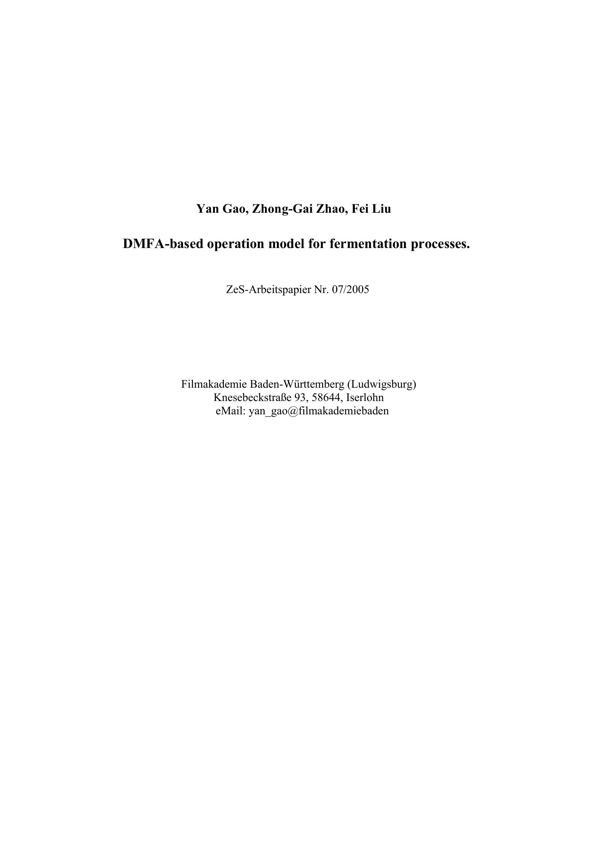 Yan Gao, Zhong-Gai Zhao, Fei Liu
DMFA-based operation model for fermentation processes.
ZeS-Arbeitspapier Nr. 07/2005
Filmakademie Baden-Württemberg (Ludwigsburg)
Knesebeckstraße 93, 58644, Iserlohn
eMail: yan_gao@filmakademiebaden